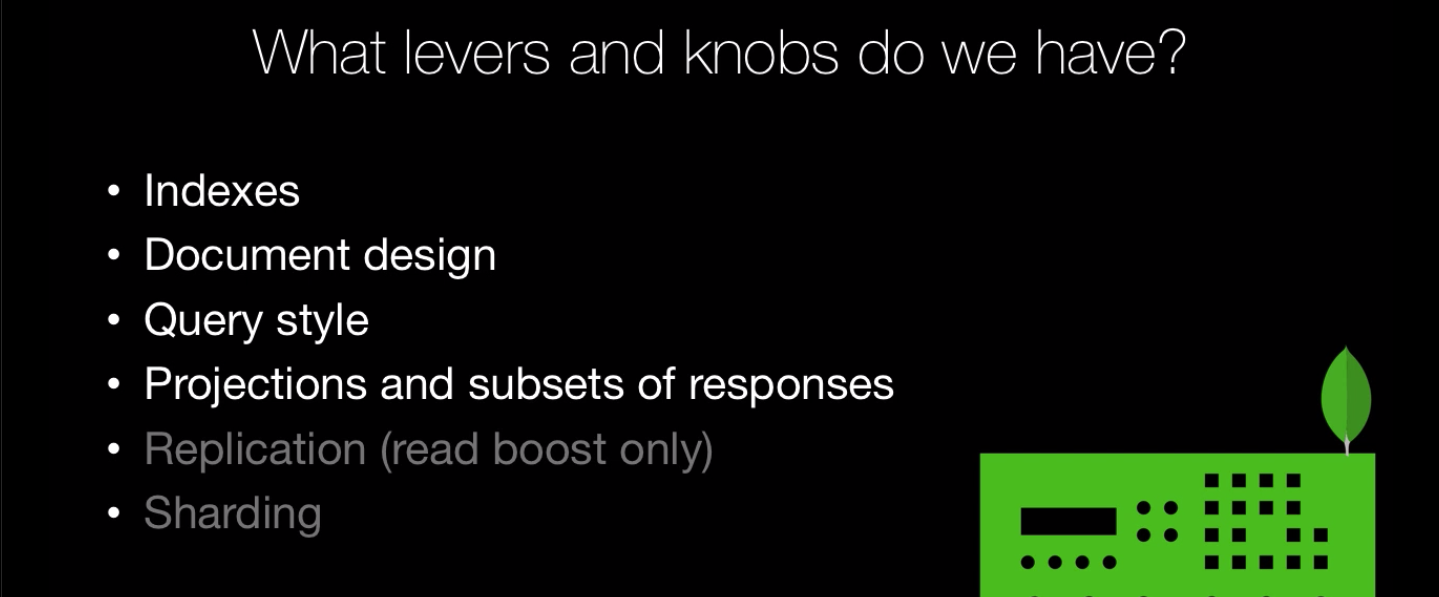 What levers and knobs do we have?
• Indexes
• Document design
• Query style
• Projections and subsets of responses
• Replication (read boost only)
• Sharding